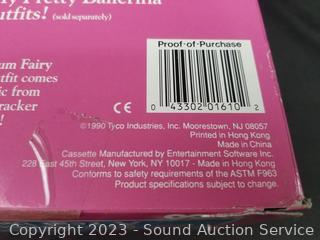 y Pretty Ballerina
utfits! (sold separately)
um Fairy
tfit comes
ic from
racker
!
Proof-of-Purchase
0 43302 01610 2
CE
©1990 Tyco Industries, Inc. Moorestown, NJ 08057
Printed in Hong Kong
Made in China
Cassette Manufactured by Entertainment Software Inc.
228 East 45th Street, New York, NY 10017 - Made in Hong Kong
Conforms to safety requirements of the ASTM F963
Product specifications subject to change.
Copyright 2023 - Sound Auction Service